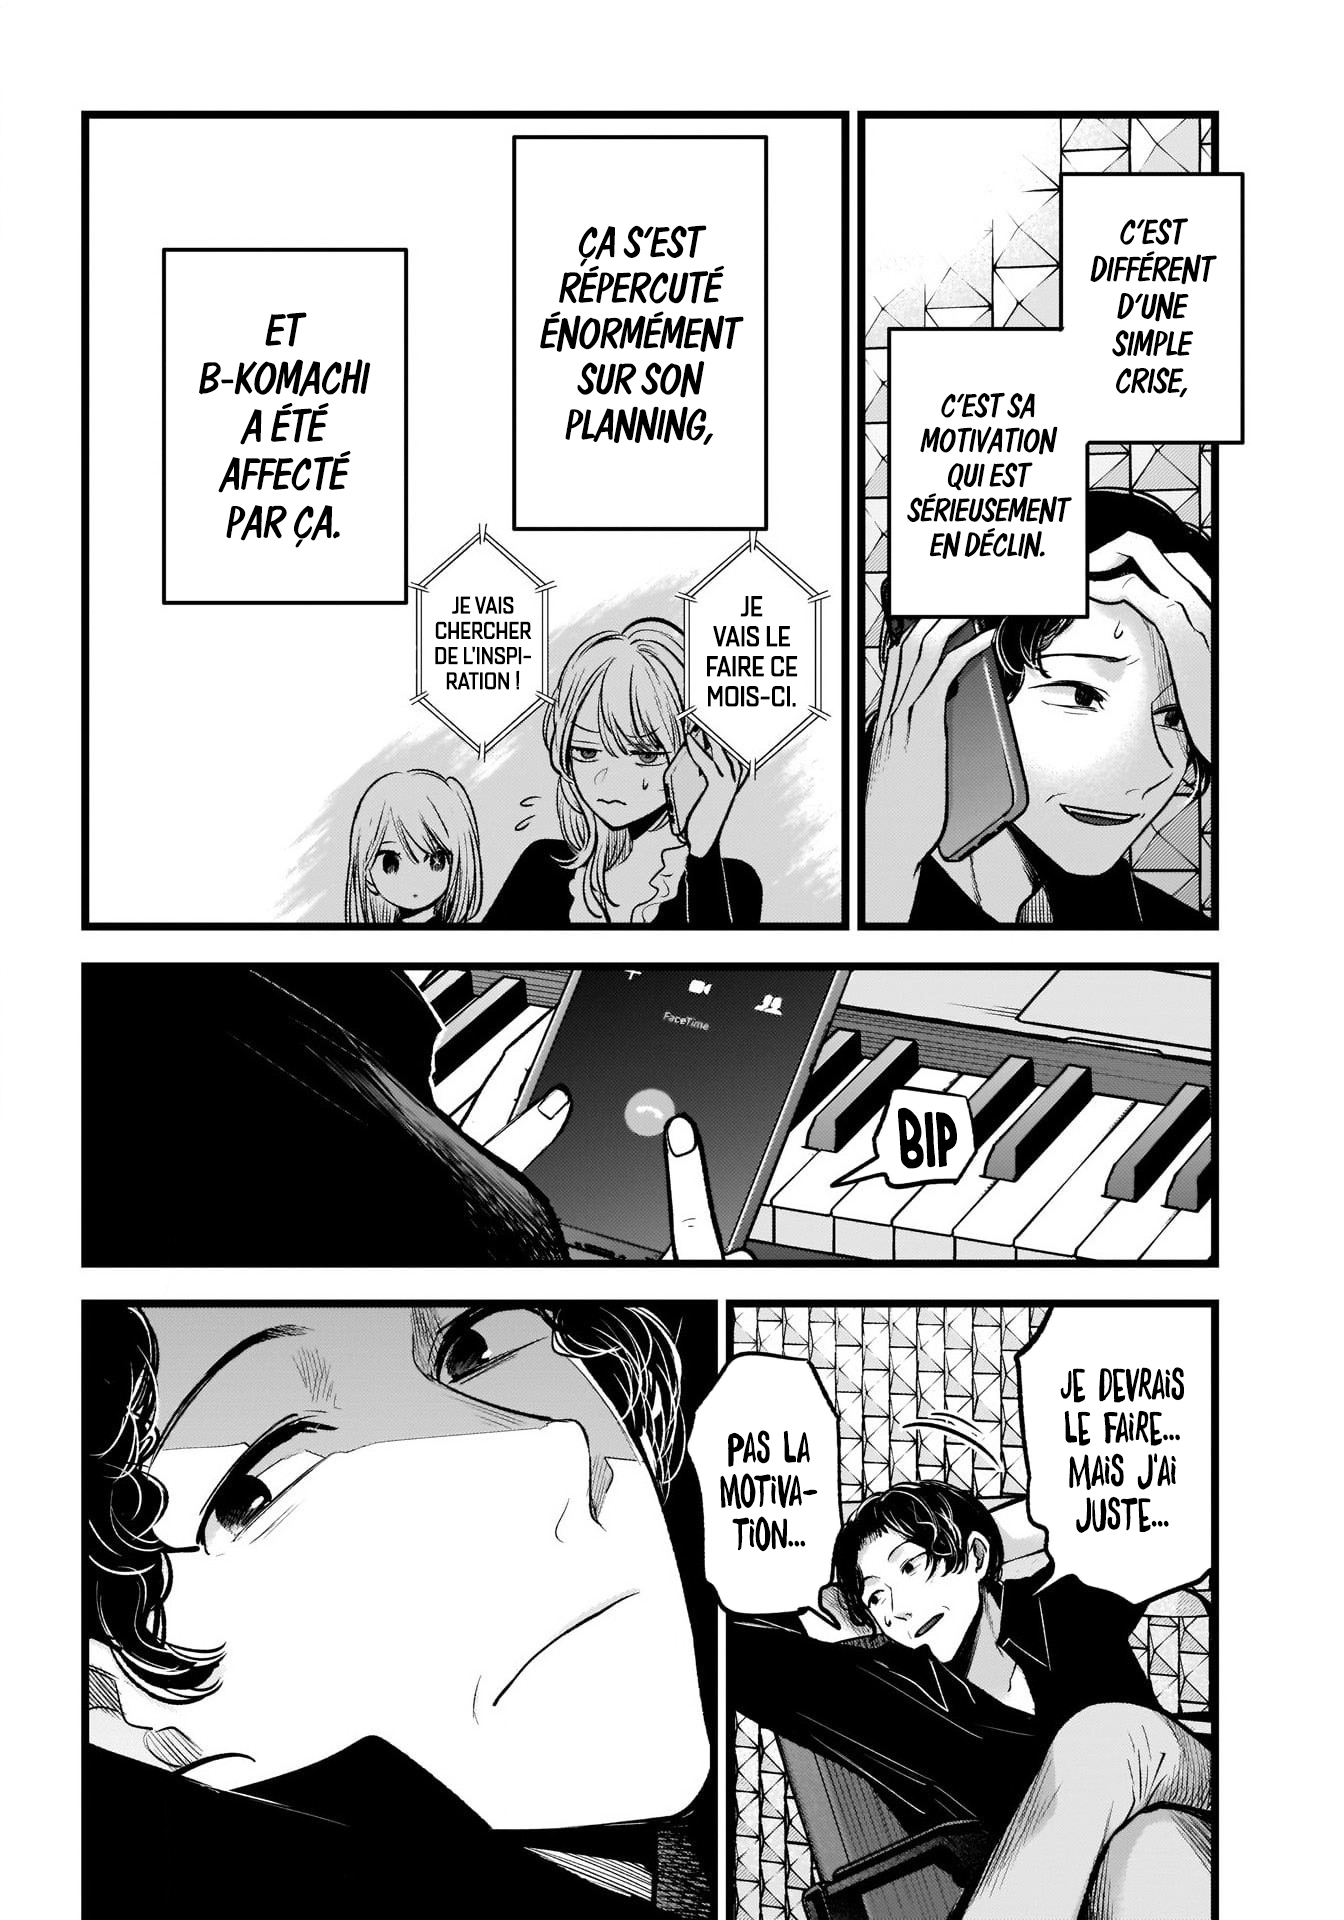 C'EST
DIFFÉRENT
D'UNE
SIMPLE
CRISE,
C'EST SA
MOTIVATION
QUI EST
SÉRIEUSEMENT
EN DÉCLIN.
ÇA S'EST
RÉPERCUTÉ
ÉNORMÉMENT
SUR SON
PLANNING,
JE
VAIS LE
FAIRE CE
MOIS-CI.
ET
B-KOMACHI
A ÉTÉ
AFFECTÉ
PAR ÇA.
JE VAIS
CHERCHER
DE L'INSPI-
RATION !
FaceTime
BIP
JE DEVRAIS
LE FAIRE...
MAIS J'AI
JUSTE...
PAS LA
MOTIVA-
TION...